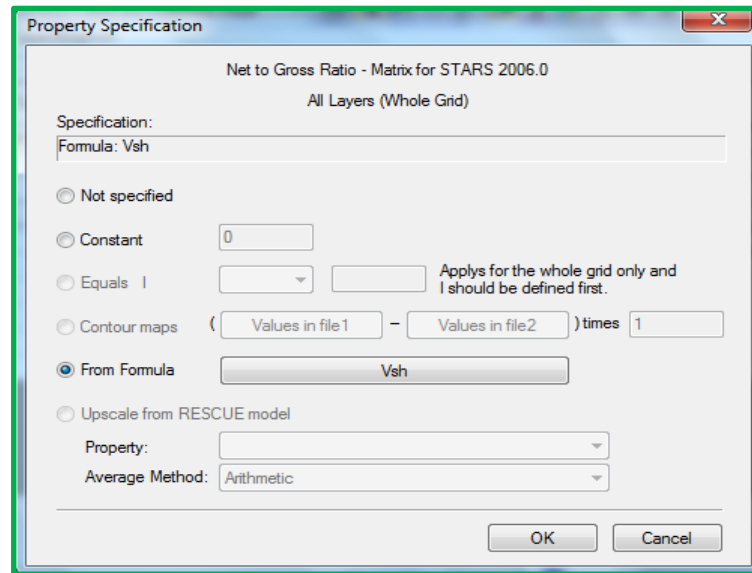 Property Specification
Net to Gross Ratio - Matrix for STARS 2006.0
All Layers (Whole Grid)
Specification:
Formula: Vsh
Not specified
Constant 0
Equals I Applys for the whole grid only and
I should be defined first.
Contour maps ( Values in file1 - Values in file2 ) times 1
From Formula Vsh
Upscale from RESCUE model
Property:
Average Method: Arithmetic
OK Cancel